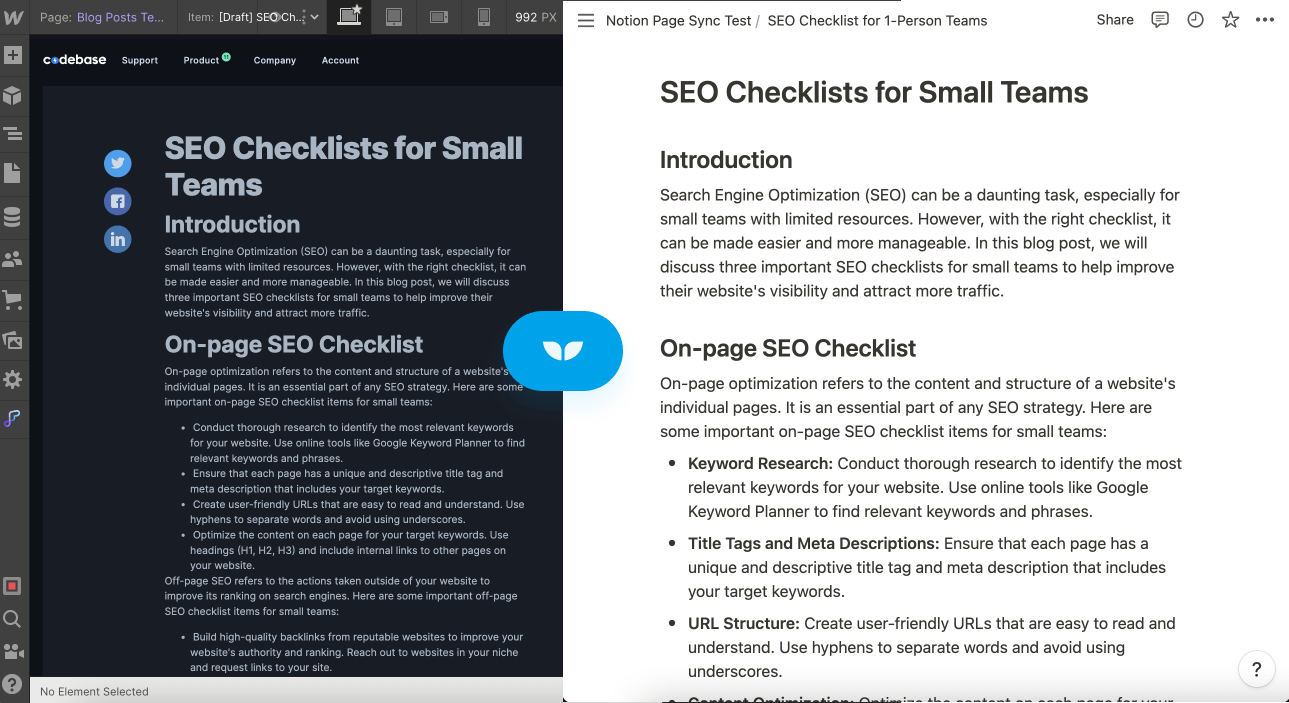 Page: Blog Posts Te...
Item: [Draft] SEO Ch...
992 PX
codebase
Support
Product
Company
Account
SEO Checklists for Small
Teams
Introduction
Search Engine Optimization (SEO) can be a daunting task, especially for
small teams with limited resources. However, with the right checklist, it can
be made easier and more manageable. In this blog post, we will discuss
three important SEO checklists for small teams to help improve their
website's visibility and attract more traffic.
On-page SEO Checklist
On-page optimization refers to the content and structure of a website's
individual pages. It is an essential part of any SEO strategy. Here are some
important on-page SEO checklist items for small teams:
• Conduct thorough research to identify the most relevant keywords
for your website. Use online tools like Google Keyword Planner to find
relevant keywords and phrases.
• Ensure that each page has a unique and descriptive title tag and
meta description that includes your target keywords.
• Create user-friendly URLs that are easy to read and understand. Use
hyphens to separate words and avoid using underscores.
• Optimize the content on each page for your target keywords. Use
headings (H1, H2, H3) and include internal links to other pages on
your website.
Off-page SEO refers to the actions taken outside of your website to
improve its ranking on search engines. Here are some important off-page
SEO checklist items for small teams:
• Build high-quality backlinks from reputable websites to improve your
website's authority and ranking. Reach out to websites in your niche
and request links to your site.
No Element Selected
Notion Page Sync Test / SEO Checklist for 1-Person Teams
Share
SEO Checklists for Small Teams
Introduction
Search Engine Optimization (SEO) can be a daunting task, especially for
small teams with limited resources. However, with the right checklist, it
can be made easier and more manageable. In this blog post, we will
discuss three important SEO checklists for small teams to help improve
their website's visibility and attract more traffic.
On-page SEO Checklist
On-page optimization refers to the content and structure of a website's
individual pages. It is an essential part of any SEO strategy. Here are
some important on-page SEO checklist items for small teams:
• Keyword Research: Conduct thorough research to identify the most
relevant keywords for your website. Use online tools like Google
Keyword Planner to find relevant keywords and phrases.
• Title Tags and Meta Descriptions: Ensure that each page has a
unique and descriptive title tag and meta description that includes
your target keywords.
• URL Structure: Create user-friendly URLs that are easy to read and
understand. Use hyphens to separate words and avoid using
underscores.
• Content Optimization: Optimize the content on each page for your
?